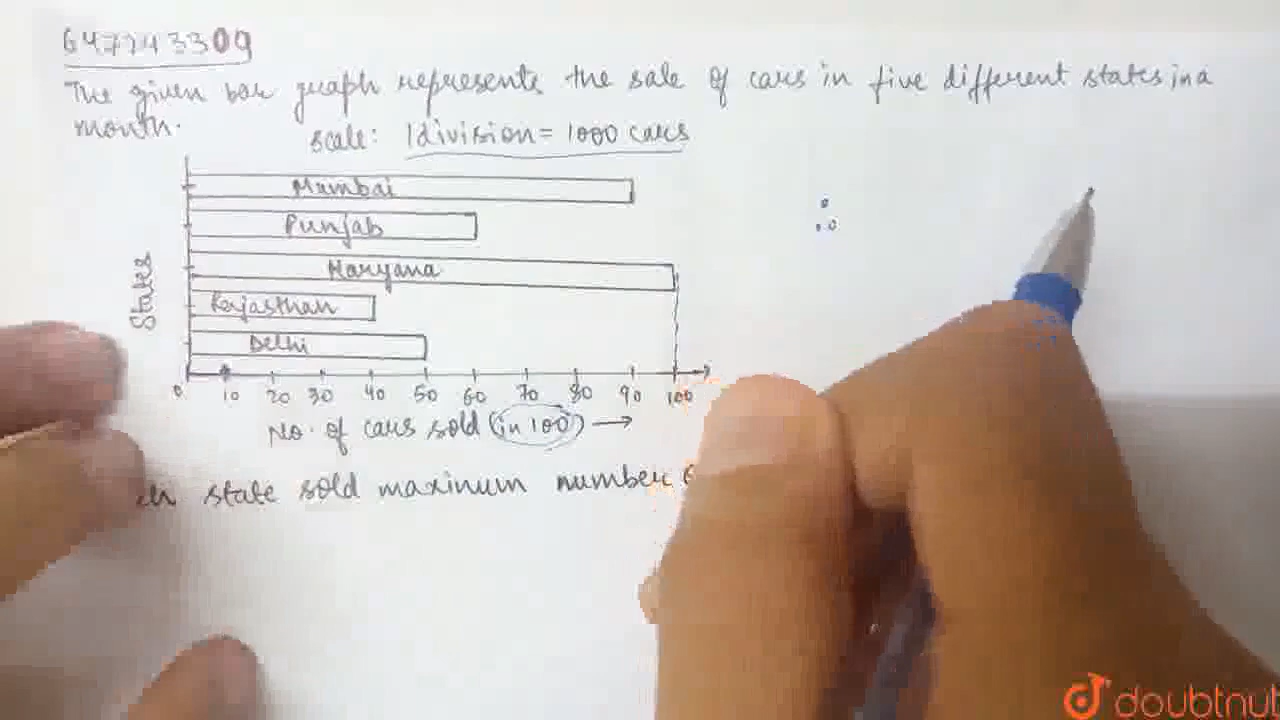 647743309
The given bar graph represents the sale of cars in five different states in a
month.
scale: 1 division = 1000 cars
Mumbai
Punjab
Haryana
Rajasthan
Delhi
States
0 10 20 30 40 50 60 70 80 90 100
No. of cars sold (in 100) →
state sold maxinum number
doubtnut